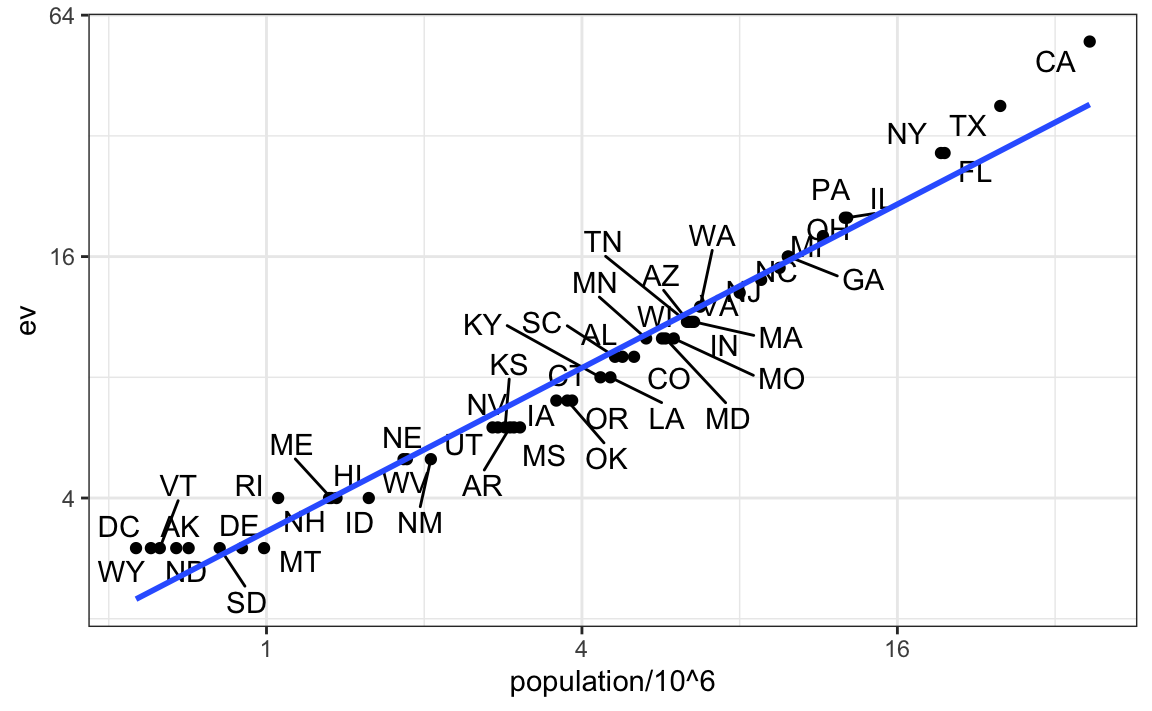 64
CA
NY TX
FL
PA IL
OH
WA
TN MI
16
NC
AZ
GA
MN
NJ
VA
ev
WI
KY SC
AL
MA
IN
KS
CT
CO MO
NV
IA
OR LA MD
NE
ME UT
MS OK
HI
VT RI WV AR
4
DC AK DE NH ID NM
MT
WY ND
SD
1 4 16
population/10^6